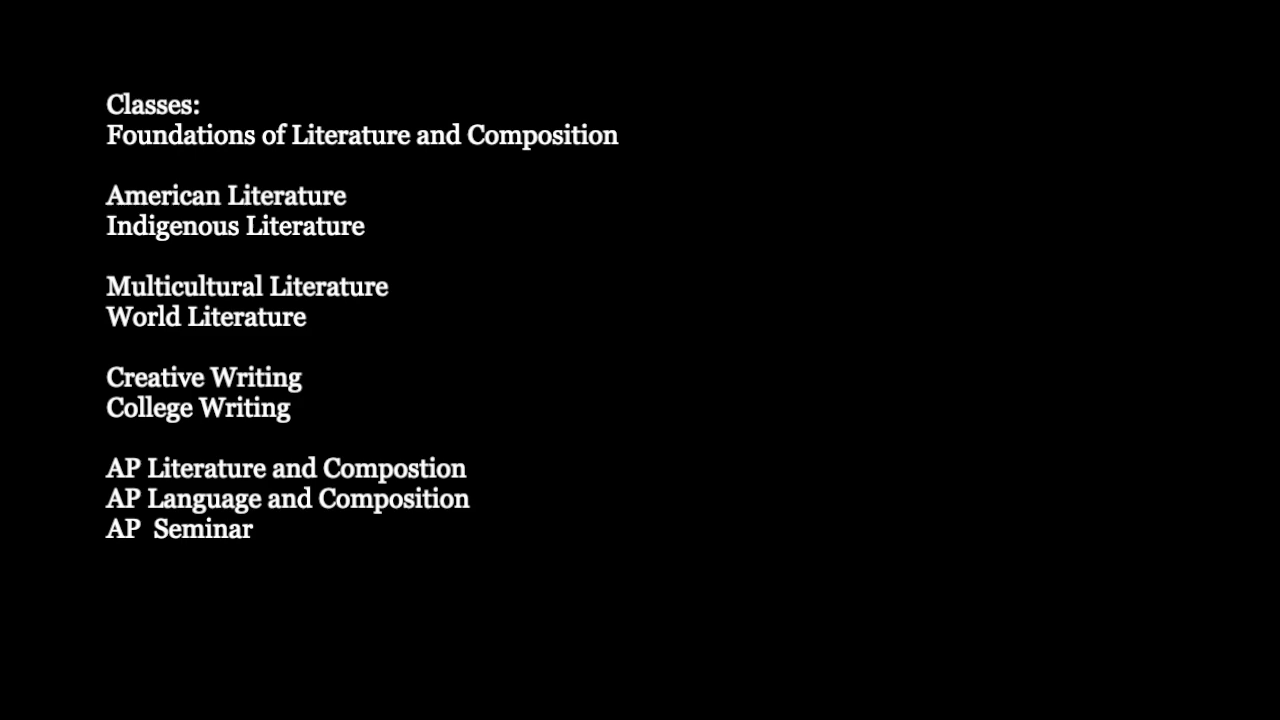 Classes:
Foundations of Literature and Composition
American Literature
Indigenous Literature
Multicultural Literature
World Literature
Creative Writing
College Writing
AP Literature and Compostion
AP Language and Composition
AP  Seminar